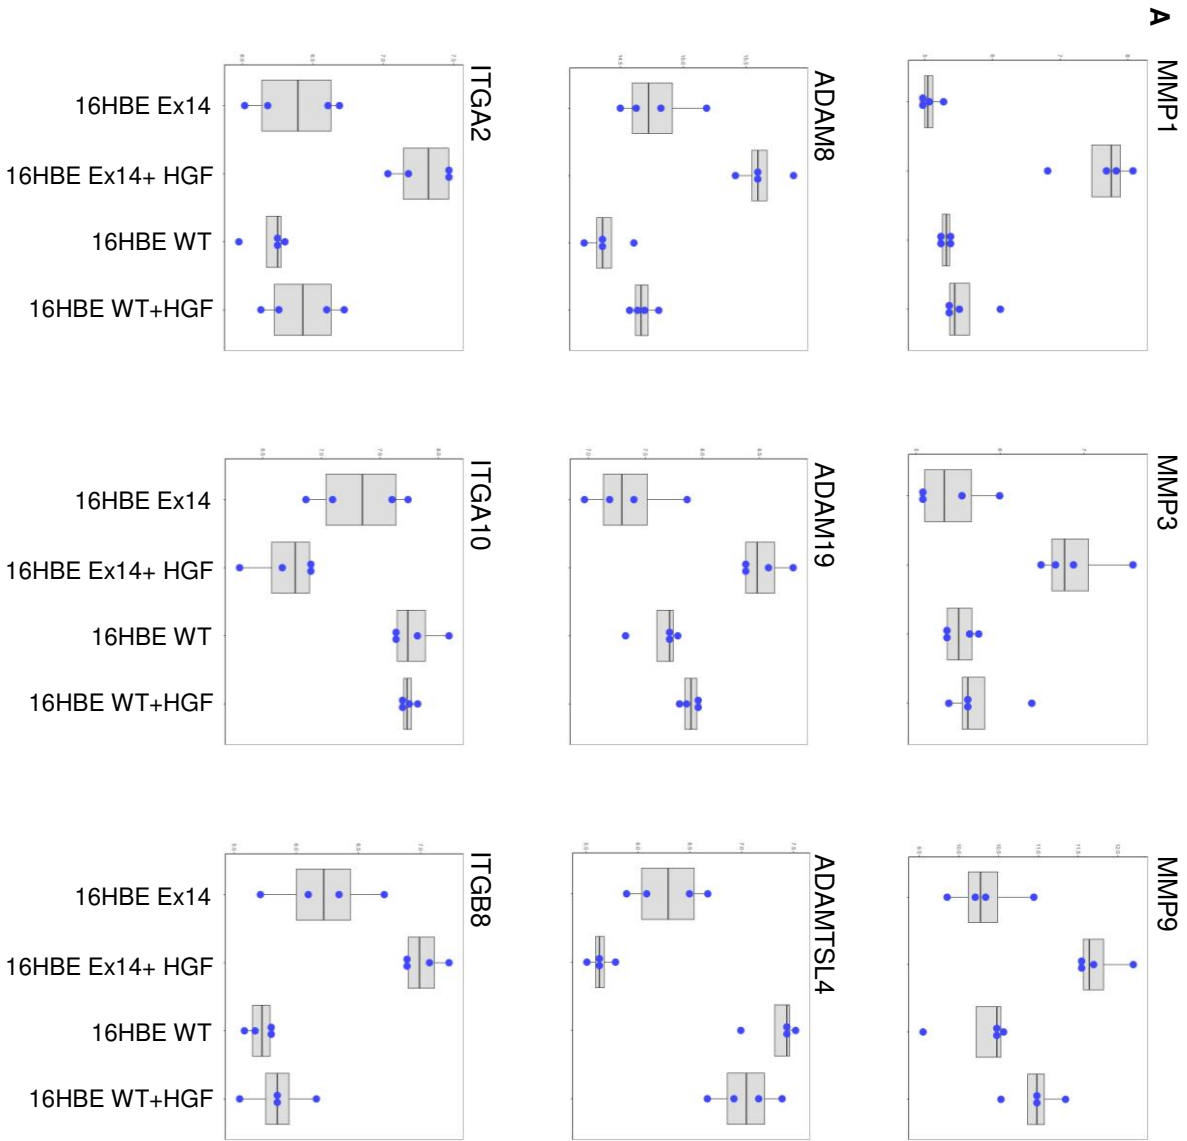 A
MMP1
ADAM8
ITGA2
16HBE Ex14
16HBE Ex14+ HGF
16HBE WT
16HBE WT+HGF
MMP3
ADAM19
ITGA10
16HBE Ex14
16HBE Ex14+ HGF
16HBE WT
16HBE WT+HGF
MMP9
ADAMTSL4
ITGB8
16HBE Ex14
16HBE Ex14+ HGF
16HBE WT
16HBE WT+HGF